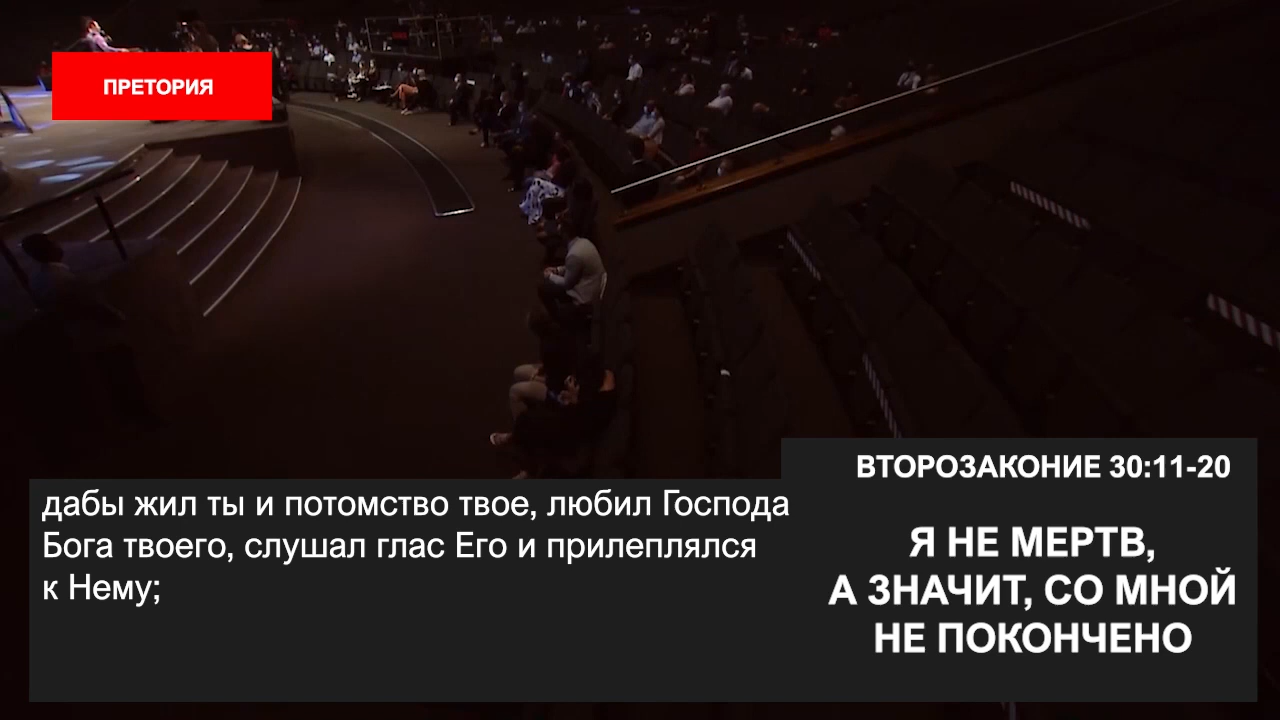 ПРЕТОРИЯ
ВТОРОЗАКОНИЕ 30:11-20
дабы жил ты и потомство твое, любил Господа
Бога твоего, слушал глас Его и прилеплялся
к Нему;
Я НЕ МЕРТВ,
А ЗНАЧИТ, СО МНОЙ
НЕ ПОКОНЧЕНО